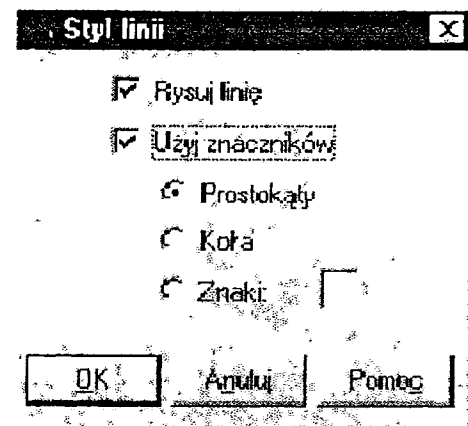 Styl linii
Rysuj linię
Użyj znaczników
Prostokąty
Koła
Znaki:
OK Anuluj Pomoc